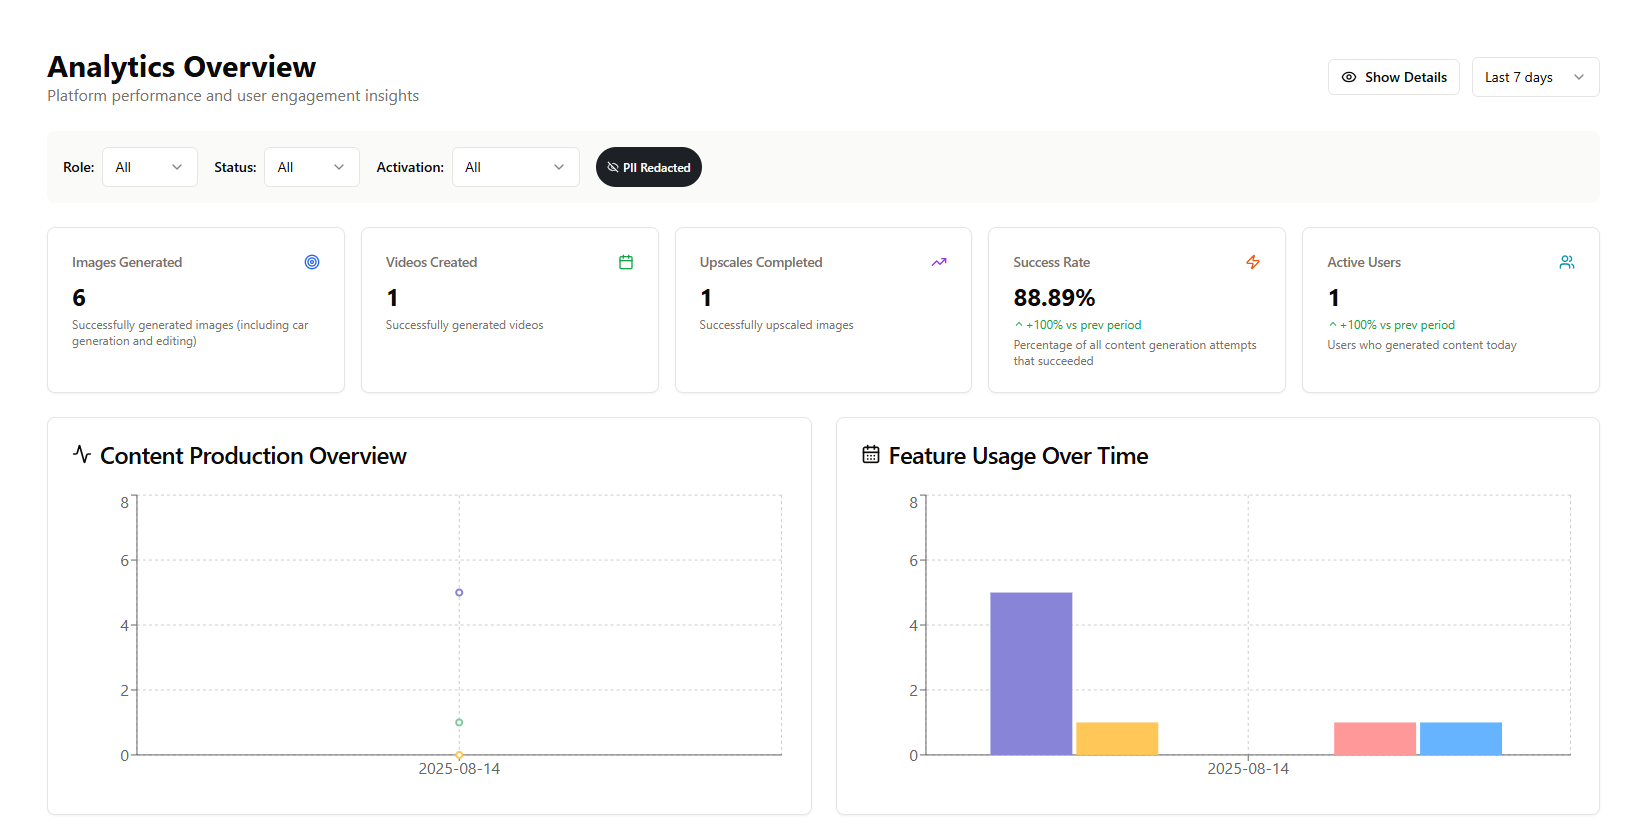 Analytics Overview
Platform performance and user engagement insights
Show Details
Last 7 days
Role:
All
Status:
All
Activation:
All
PII Redacted
Images Generated
6
Successfully generated images (including car
generation and editing)
Videos Created
1
Successfully generated videos
Upscales Completed
1
Successfully upscaled images
Success Rate
88.89%
+100% vs prev period
Percentage of all content generation attempts
that succeeded
Active Users
1
+100% vs prev period
Users who generated content today
Content Production Overview
8
6
4
2
0
2025-08-14
Feature Usage Over Time
8
6
4
2
0
2025-08-14